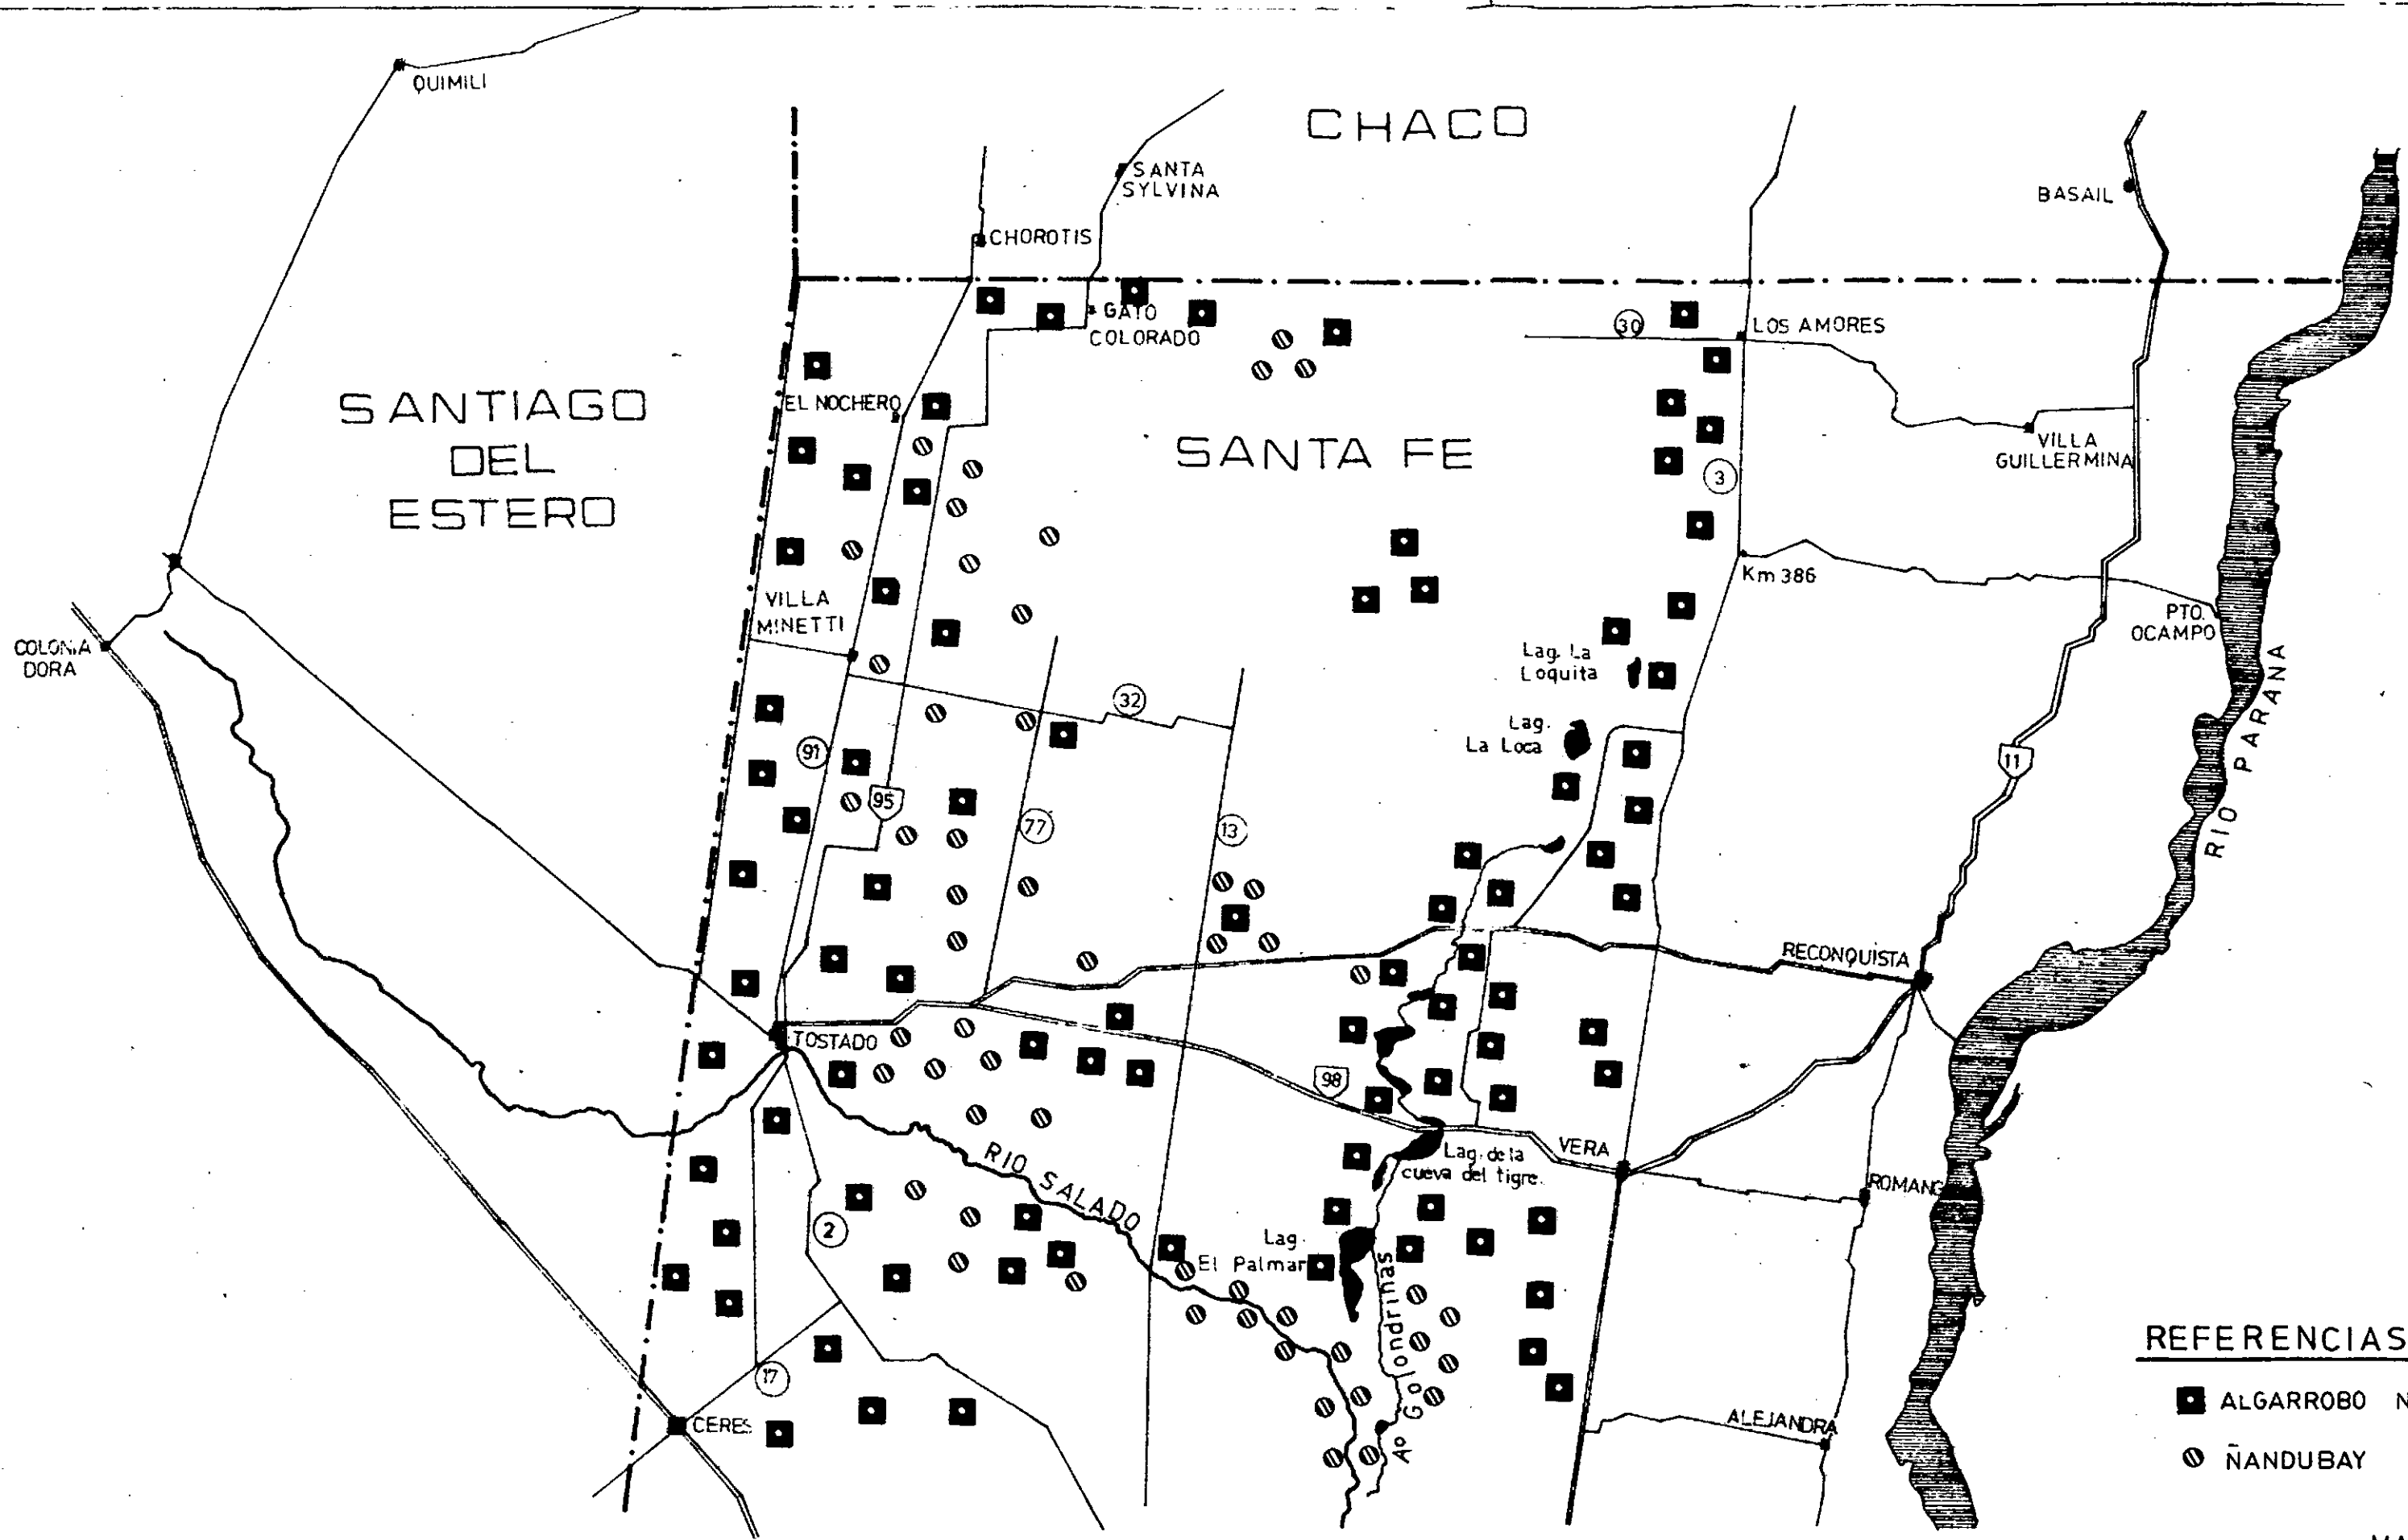 QUIMILI
CHACO
SANTA
SYLVINA
BASAIL
CHOROTIS
GATO
COLORADO
30
LOS AMORES
SANTIAGO
DEL
ESTERO
EL NOCHERO
SANTA FE
VILLA
GUILLERMINA
3
Km 386
VILLA
MINETTI
PTO.
OCAMPO
COLONIA
DORA
Lag. La
Loquita
RIO PARANA
32
Lag.
La Loca
91
11
95
77
13
RECONQUISTA
TOSTADO
98
VERA
Lag. de la
cueva del tigre.
RIO SALADO
ROMANG
2
Lag.
El Palmar
Aº Golondrinas
17
CERES
ALEJANDRA
REFERENCIAS
ALGARROBO N
ÑANDUBAY